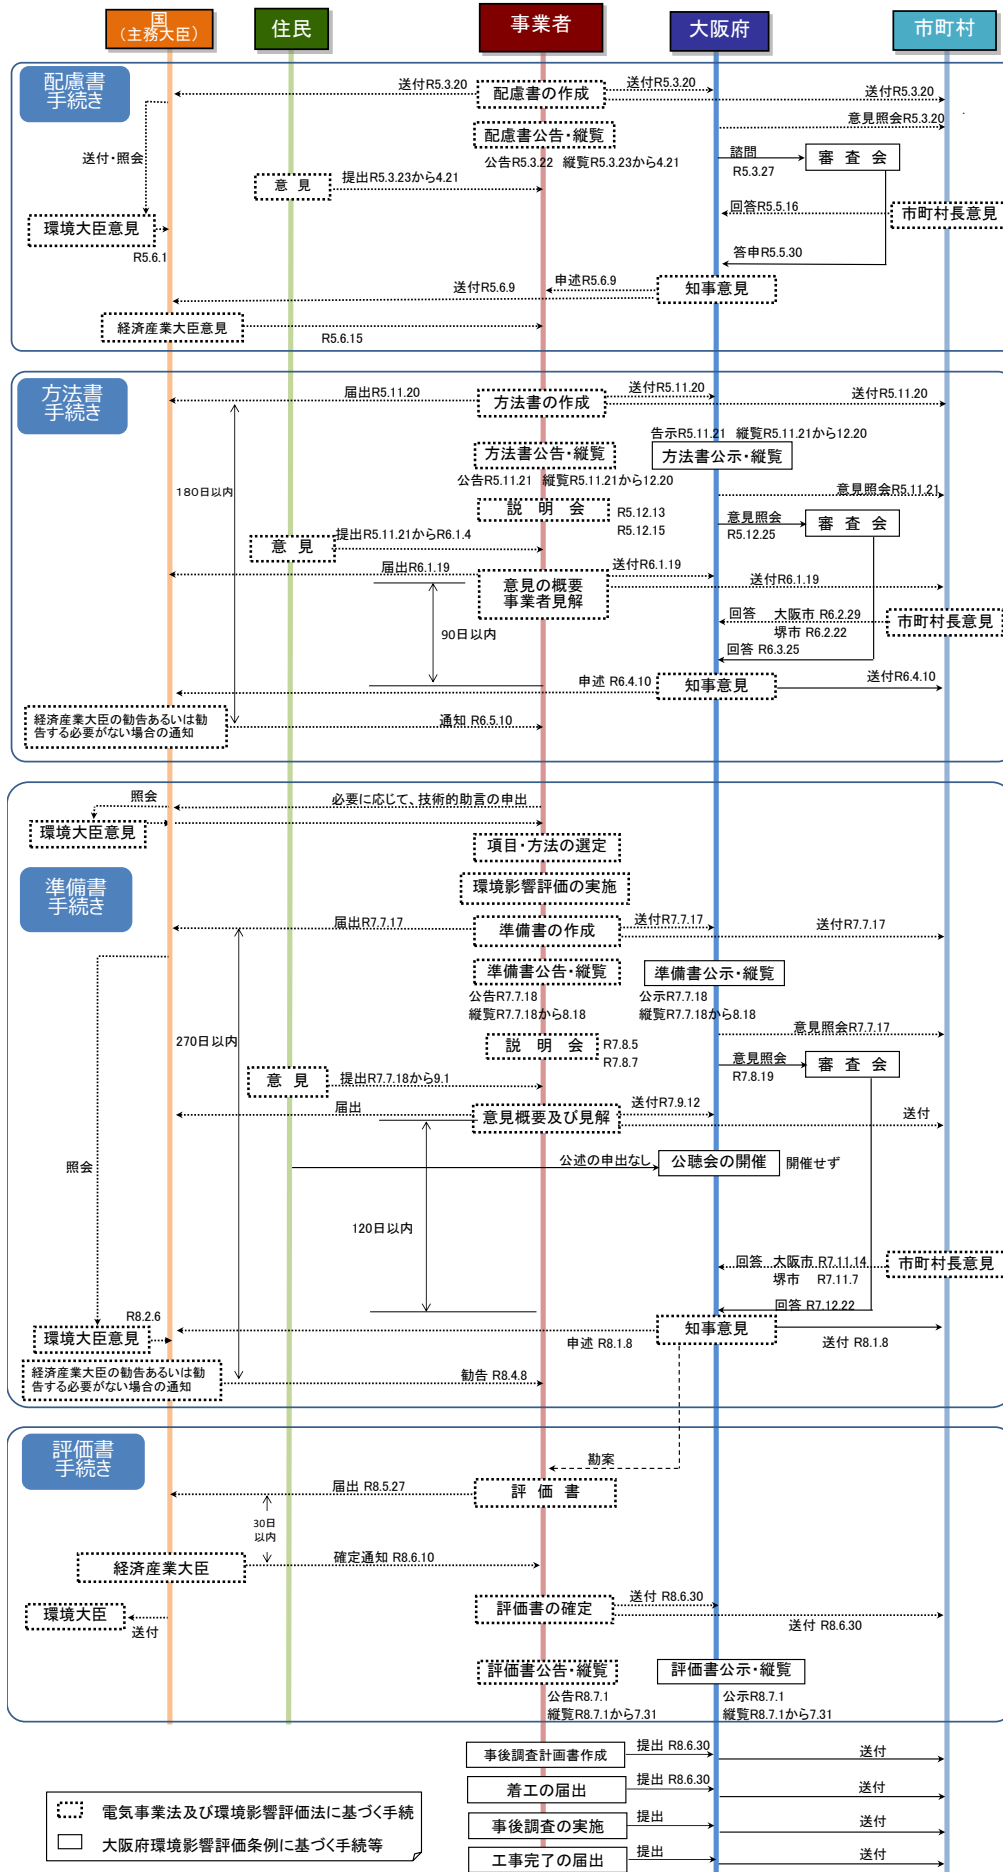 国
（主務大臣）
住民
事業者
大阪府
市町村
配慮書
手続き
送付R5.3.20
配慮書の作成
送付R5.3.20
送付R5.3.20
意見照会R5.3.20
配慮書公告・縦覧
公告R5.3.22 縦覧R5.3.23から4.21
諮問
R5.3.27
審 査 会
送付・照会
意 見
提出R5.3.23から4.21
環境大臣意見
R5.6.1
回答R5.5.16
市町村長意見
答申R5.5.30
送付R5.6.9
申述R5.6.9
知事意見
経済産業大臣意見
R5.6.15
方法書
手続き
届出R5.11.20
方法書の作成
送付R5.11.20
送付R5.11.20
告示R5.11.21 縦覧R5.11.21から12.20
方法書公告・縦覧
方法書公示・縦覧
公告R5.11.21 縦覧R5.11.21から12.20
180日以内
意見照会R5.11.21
説 明 会
R5.12.13
R5.12.15
意見照会
R5.12.25
審 査 会
意 見
提出R5.11.21からR6.1.4
届出R6.1.19
意見の概要
事業者見解
送付R6.1.19
送付R6.1.19
90日以内
回答 大阪市 R6.2.29
堺市 R6.2.22
市町村長意見
回答 R6.3.25
申述 R6.4.10
知事意見
送付R6.4.10
経済産業大臣の勧告あるいは勧
告する必要がない場合の通知
通知 R6.5.10
照会
必要に応じて、技術的助言の申出
環境大臣意見
項目・方法の選定
準備書
手続き
環境影響評価の実施
届出R7.7.17
準備書の作成
送付R7.7.17
送付R7.7.17
準備書公告・縦覧
準備書公示・縦覧
公告R7.7.18
縦覧R7.7.18から8.18
公示R7.7.18
縦覧R7.7.18から8.18
意見照会R7.7.17
270日以内
説 明 会
R7.8.5
R7.8.7
意見照会
R7.8.19
審 査 会
意 見
提出R7.7.18から9.1
届出
意見概要及び見解
送付R7.9.12
送付
照会
公述の申出なし
公聴会の開催
開催せず
120日以内
回答 大阪市 R7.11.14
堺市 R7.11.7
市町村長意見
回答 R7.12.22
R8.2.6
環境大臣意見
申述 R8.1.8
知事意見
送付 R8.1.8
経済産業大臣の勧告あるいは勧
告する必要がない場合の通知
勧告 R8.4.8
評価書
手続き
勘案
届出 R8.5.27
評 価 書
30日
以内
経済産業大臣
確定通知 R8.6.10
環境大臣
送付
評価書の確定
送付 R8.6.30
送付 R8.6.30
評価書公告・縦覧
評価書公示・縦覧
公告R8.7.1
縦覧R8.7.1から7.31
公示R8.7.1
縦覧R8.7.1から7.31
事後調査計画書作成
提出 R8.6.30
送付
着工の届出
提出 R8.6.30
送付
事後調査の実施
提出
送付
工事完了の届出
提出
送付
電気事業法及び環境影響評価法に基づく手続
大阪府環境影響評価条例に基づく手続等